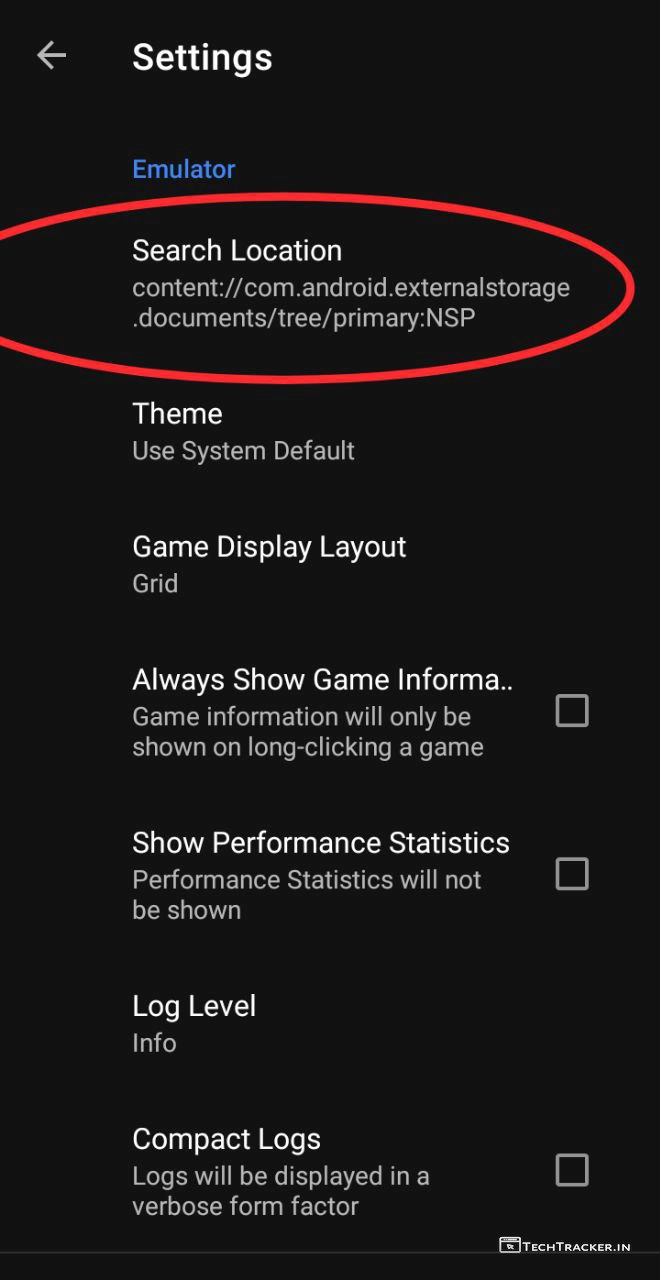 Settings
Emulator
Search Location
content://com.android.externalstorage
.documents/tree/primary:NSP
Theme
Use System Default
Game Display Layout
Grid
Always Show Game Informa..
Game information will only be
shown on long-clicking a game
Show Performance Statistics
Performance Statistics will not
be shown
Log Level
Info
Compact Logs
Logs will be displayed in a
verbose form factor
TECHTRACKER.IN